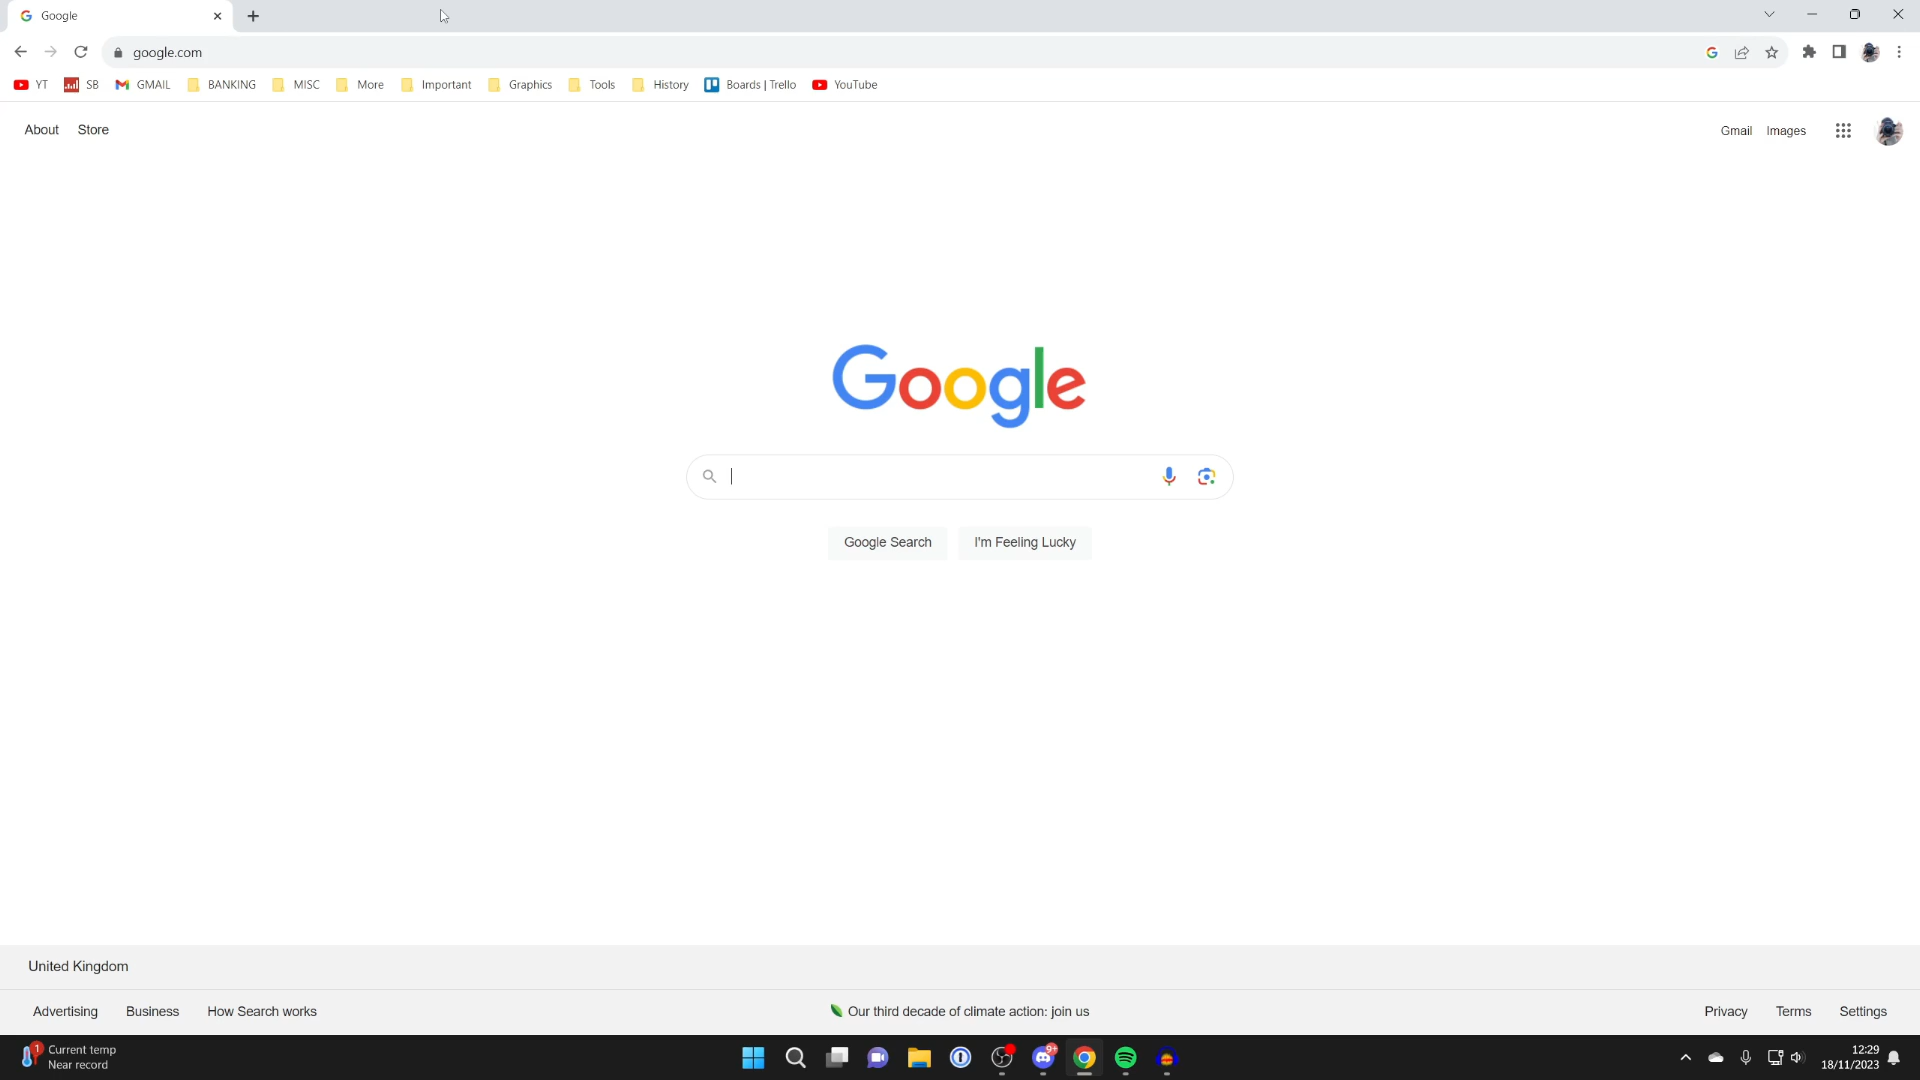 Google
google.com
YT SB GMAIL BANKING MISC More Important Graphics Tools History Boards | Trello YouTube
About Store
Gmail Images
Google
Google Search I'm Feeling Lucky
United Kingdom
Advertising Business How Search works
Our third decade of climate action: join us
Privacy Terms Settings
1
Current temp
Near record
9+
12:29
18/11/2023